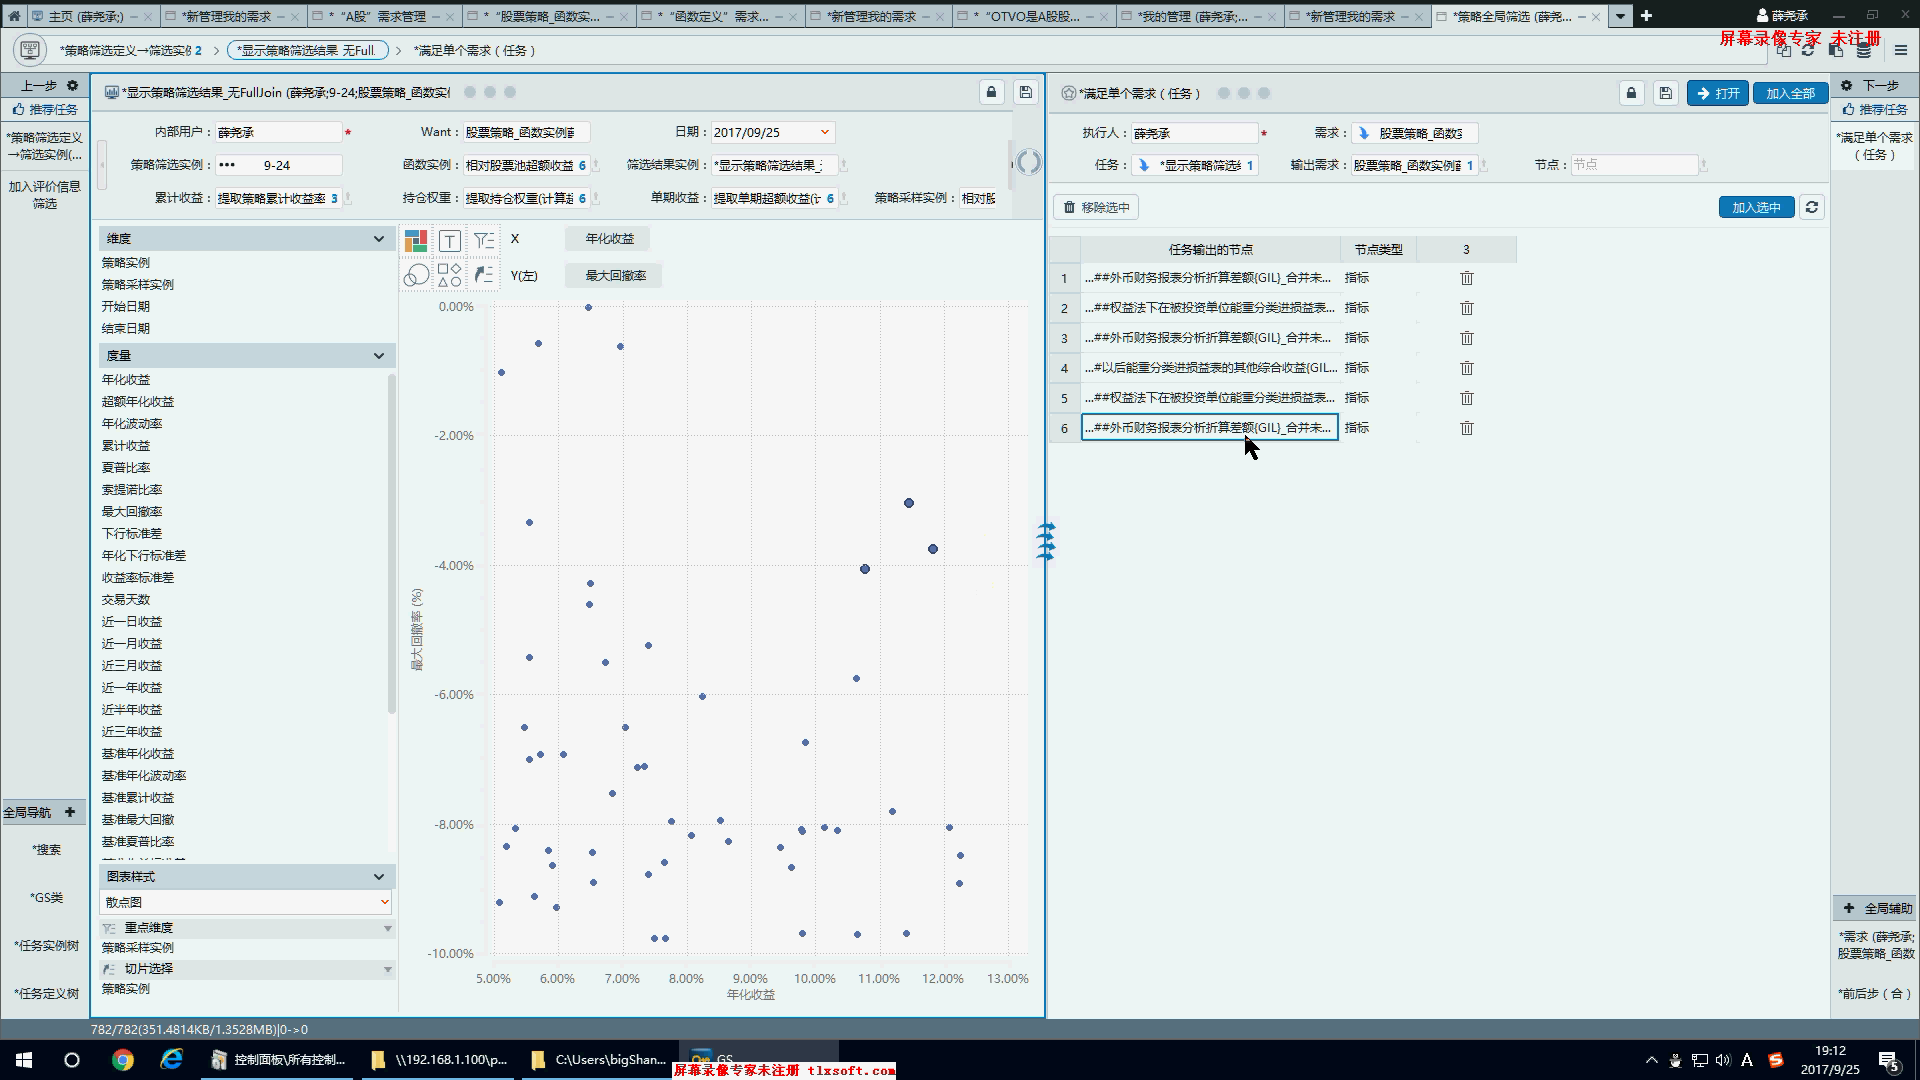 主页 (薛尧承;)
*新管理我的需求
*“A股”需求管理
*“股票策略_函数实...
*“函数定义”需求...
*新管理我的需求
*“OTVO是A股股...
*我的管理 (薛尧承;...
*新管理我的需求
*策略全局筛选 (薛尧...
薛尧承
屏幕录像专家 未注册
*策略筛选定义→筛选实例 2
*显示策略筛选结果_无Full.
*满足单个需求（任务）
上一步
推荐任务
*策略筛选定义
→筛选实例(...
加入评价信息
筛选
*显示策略筛选结果_无FullJoin (薛尧承;9-24;股票策略_函数实例
内部用户： 薛尧承 *
Want： 股票策略_函数实例
日期： 2017/09/25
策略筛选实例： ••• 9-24
函数实例： 相对股票池超额收益 6
筛选结果实例： *显示策略筛选结果_
累计收益： 提取策略累计收益率 3
持仓权重： 提取持仓权重(计算 6
单期收益： 提取单期超额收益(计 6
策略采样实例： 相对股
维度
策略实例
策略采样实例
开始日期
结束日期
度量
年化收益
超额年化收益
年化波动率
累计收益
夏普比率
索提诺比率
最大回撤率
下行标准差
年化下行标准差
收益率标准差
交易天数
近一日收益
近一月收益
近三月收益
近一年收益
近半年收益
近三年收益
基准年化收益
基准年化波动率
基准累计收益
基准最大回撤
基准夏普比率
图表样式
散点图
重点维度
策略采样实例
切片选择
策略实例
X 年化收益
Y(左) 最大回撤率
0.00%
-2.00%
-4.00%
-6.00%
-8.00%
-10.00%
最大回撤率 (%)
5.00% 6.00% 7.00% 8.00% 9.00% 10.00% 11.00% 12.00% 13.00%
年化收益
*满足单个需求（任务）
打开
加入全部
执行人： 薛尧承 *
需求： 股票策略_函数实
任务： *显示策略筛选 1
输出需求： 股票策略_函数实例 1
节点： 节点
移除选中
加入选中
任务输出的节点 节点类型 3
1 ...##外币财务报表分析折算差额{GIL}_合并未... 指标
2 ...##权益法下在被投资单位能重分类进损益表... 指标
3 ...##外币财务报表分析折算差额{GIL}_合并未... 指标
4 ...#以后能重分类进损益表的其他综合收益{GIL... 指标
5 ...##权益法下在被投资单位能重分类进损益表... 指标
6 ...##外币财务报表分析折算差额{GIL}_合并未... 指标
下一步
推荐任务
*满足单个需求
（任务）
全局导航
*搜索
*GS类
*任务实例树
*任务定义树
全局辅助
*需求 (薛尧承;
股票策略_函数
*前后步（合）
782/782(351.4814KB/1.3528MB)|0->0
控制面板\所有控制...
\\192.168.1.100\p...
C:\Users\bigShan...
GS
屏幕录像专家未注册 tlxsoft.com
A
19:12
2017/9/25
5